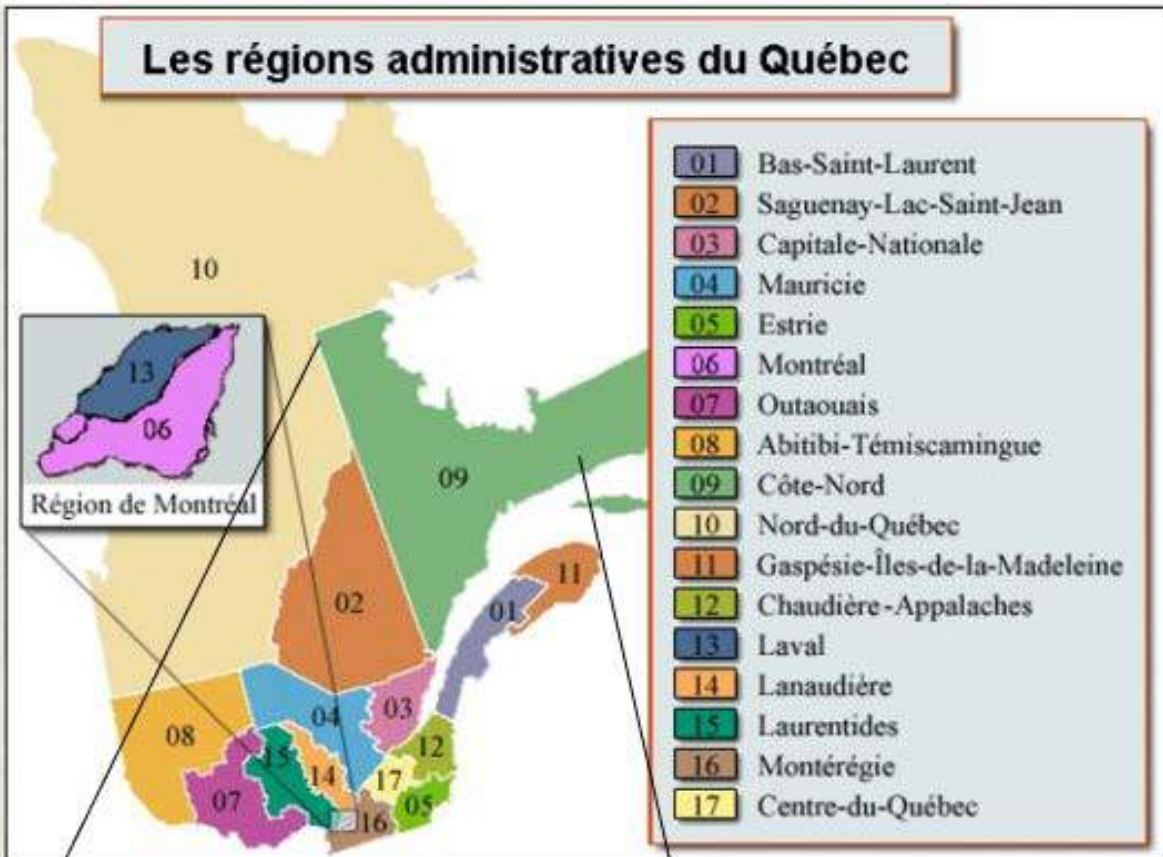 Les régions administratives du Québec
01 Bas-Saint-Laurent
02 Saguenay-Lac-Saint-Jean
03 Capitale-Nationale
04 Mauricie
05 Estrie
06 Montréal
07 Outaouais
08 Abitibi-Témiscamingue
09 Côte-Nord
10 Nord-du-Québec
11 Gaspésie-Îles-de-la-Madeleine
12 Chaudière-Appalaches
13 Laval
14 Lanaudière
15 Laurentides
16 Montérégie
17 Centre-du-Québec
10
13
06
Région de Montréal
09
11
01
02
03
04
08
12
15
14
17
07
05
16